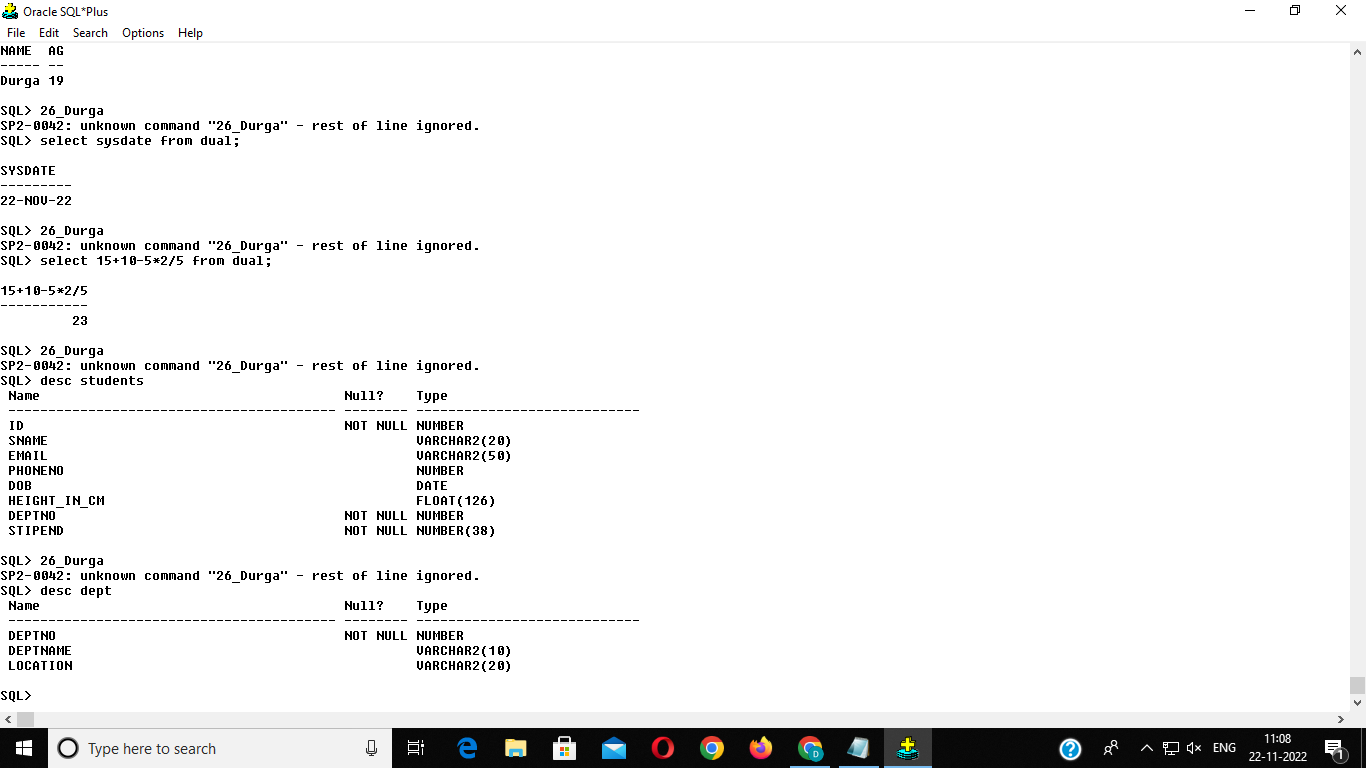 Oracle SQL*Plus
File Edit Search Options Help
NAME  AG
----- --
Durga 19
SQL> 26_Durga
SP2-0042: unknown command "26_Durga" - rest of line ignored.
SQL> select sysdate from dual;
SYSDATE
---------
22-NOV-22
SQL> 26_Durga
SP2-0042: unknown command "26_Durga" - rest of line ignored.
SQL> select 15+10-5*2/5 from dual;
15+10-5*2/5
-----------
         23
SQL> 26_Durga
SP2-0042: unknown command "26_Durga" - rest of line ignored.
SQL> desc students
 Name                                      Null?    Type
 ----------------------------------------- -------- ----------------------------
 ID                                        NOT NULL NUMBER
 SNAME                                              VARCHAR2(20)
 EMAIL                                              VARCHAR2(50)
 PHONENO                                            NUMBER
 DOB                                                DATE
 HEIGHT_IN_CM                                       FLOAT(126)
 DEPTNO                                    NOT NULL NUMBER
 STIPEND                                   NOT NULL NUMBER(38)
SQL> 26_Durga
SP2-0042: unknown command "26_Durga" - rest of line ignored.
SQL> desc dept
 Name                                      Null?    Type
 ----------------------------------------- -------- ----------------------------
 DEPTNO                                    NOT NULL NUMBER
 DEPTNAME                                           VARCHAR2(10)
 LOCATION                                           VARCHAR2(20)
SQL>
Type here to search
D
ENG
11:08
22-11-2022
1